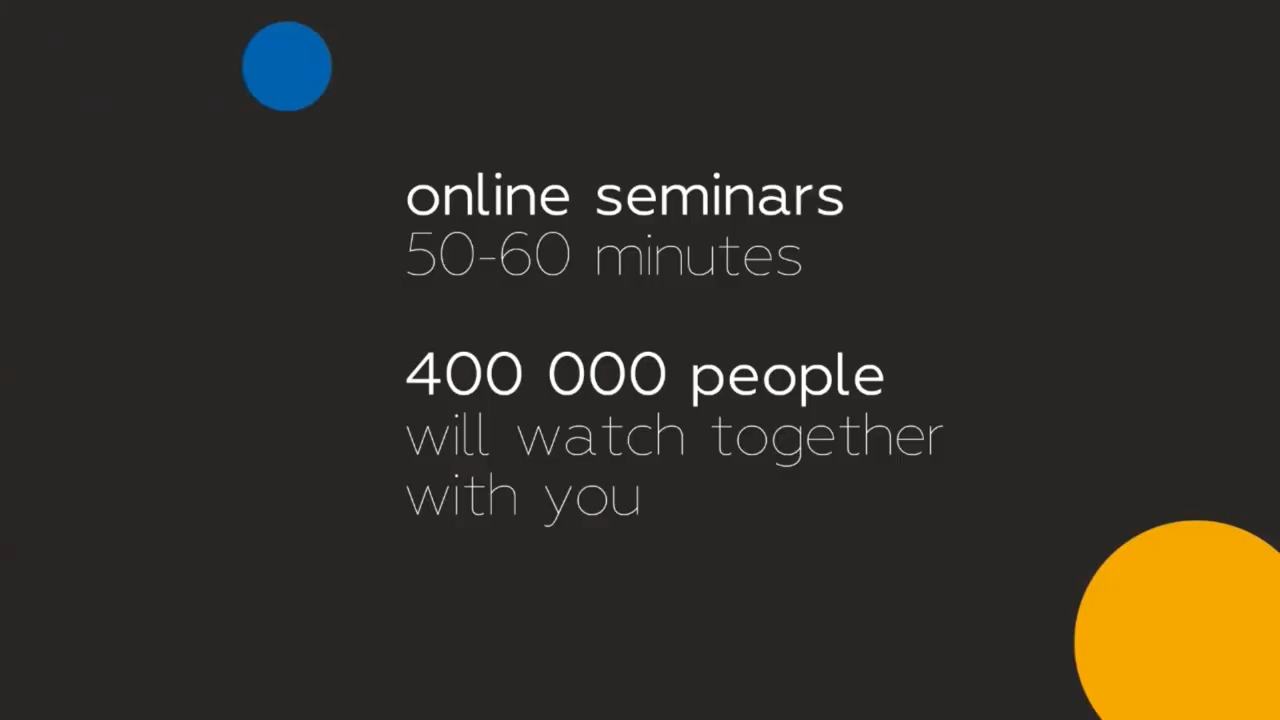 online seminars
50-60 minutes
400 000 people
will watch together
with you